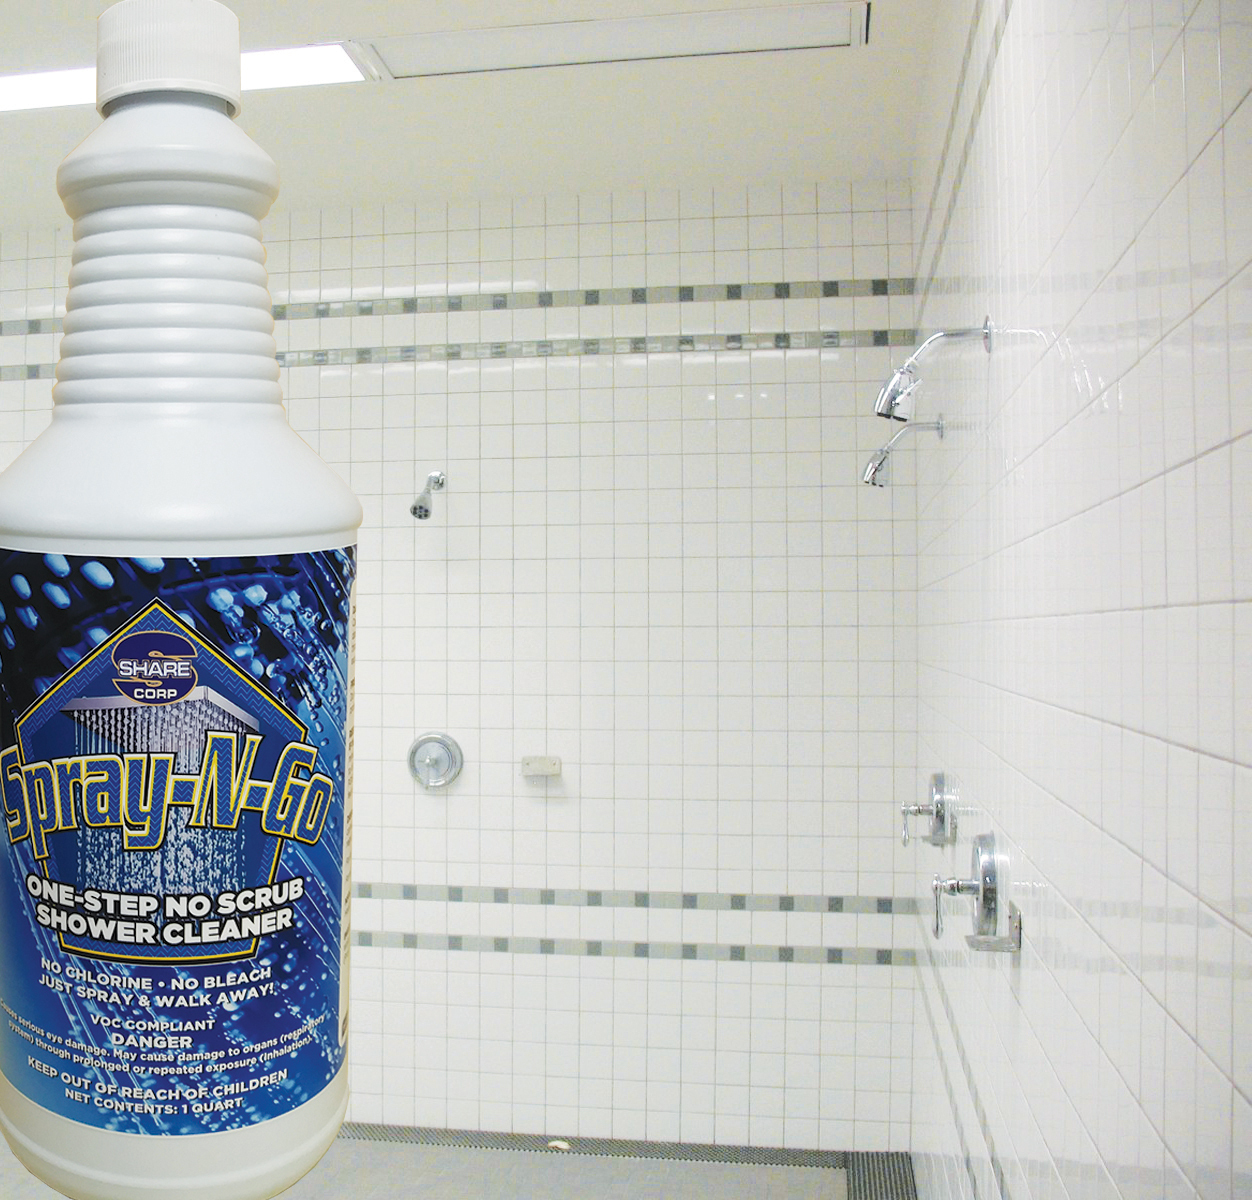 SHARE
CORP
Spray-N-Go
ONE-STEP NO SCRUB
SHOWER CLEANER
NO CHLORINE • NO BLEACH
JUST SPRAY & WALK AWAY!
VOC COMPLIANT
DANGER
Causes serious eye damage. May cause damage to organs (respiratory
system) through prolonged or repeated exposure (inhalation).
KEEP OUT OF REACH OF CHILDREN
NET CONTENTS: 1 QUART